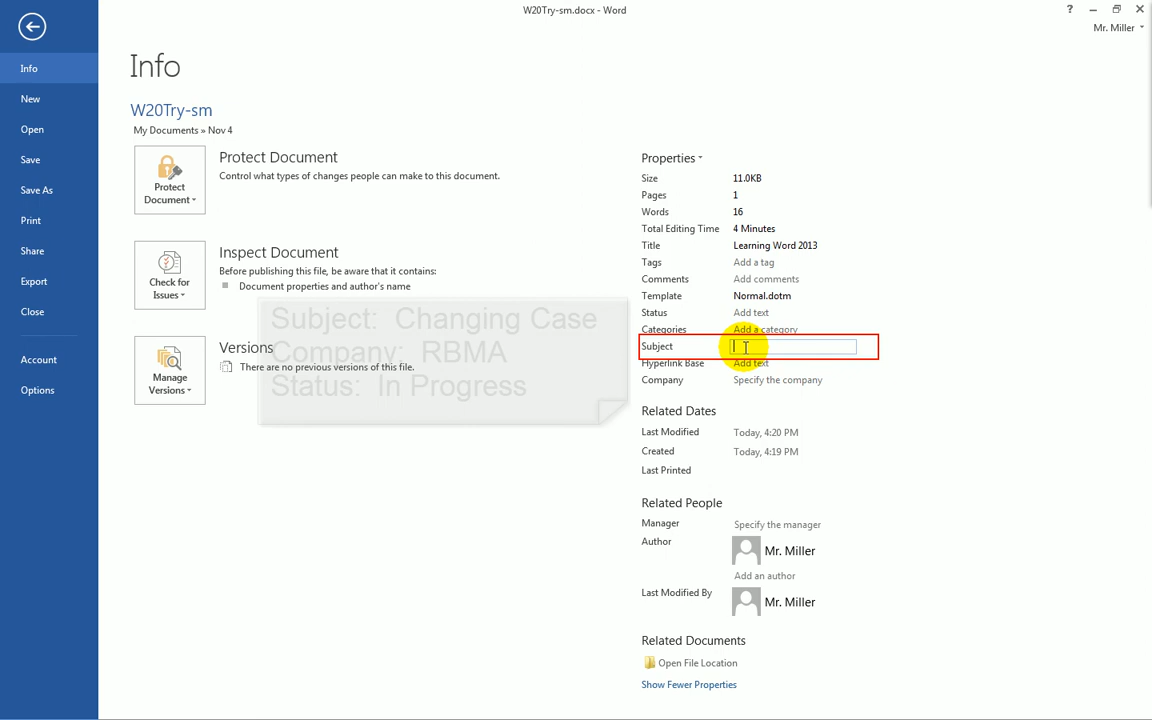 W20Try-sm.docx - Word
?
Mr. Miller
Info
New
Open
Save
Save As
Print
Share
Export
Close
Account
Options
Info
W20Try-sm
My Documents » Nov 4
Protect Document
Protect Document
Control what types of changes people can make to this document.
Check for Issues
Inspect Document
Before publishing this file, be aware that it contains:
Document properties and author's name
Manage Versions
Versions
There are no previous versions of this file.
Subject: Changing Case
Company: RBMA
Status: In Progress
Properties
Size 11.0KB
Pages 1
Words 16
Total Editing Time 4 Minutes
Title Learning Word 2013
Tags Add a tag
Comments Add comments
Template Normal.dotm
Status Add text
Categories Add a category
Subject
Hyperlink Base Add text
Company Specify the company
Related Dates
Last Modified Today, 4:20 PM
Created Today, 4:19 PM
Last Printed
Related People
Manager Specify the manager
Author Mr. Miller
Add an author
Last Modified By Mr. Miller
Related Documents
Open File Location
Show Fewer Properties